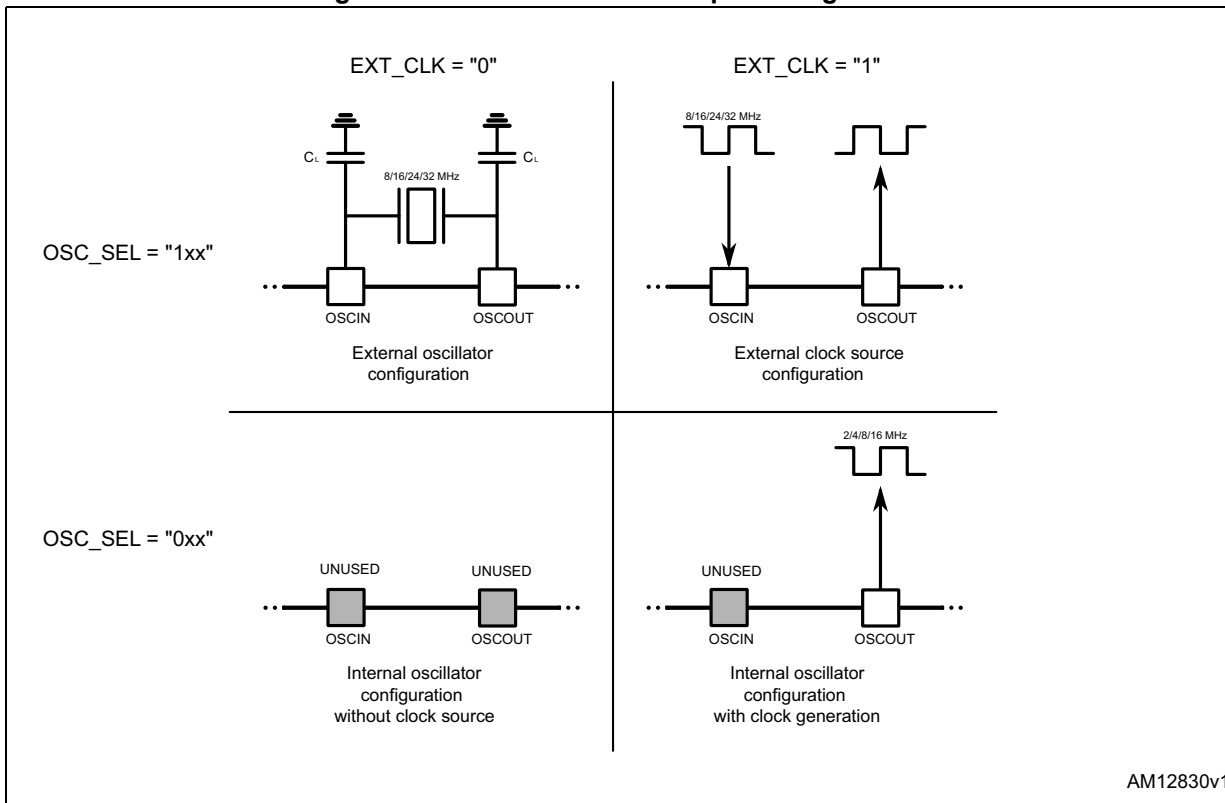 EXT_CLK = "0"
EXT_CLK = "1"
OSC_SEL = "1xx"
CL
CL
8/16/24/32 MHz
OSCIN
OSCOUT
External oscillator
configuration
8/16/24/32 MHz
OSCIN
OSCOUT
External clock source
configuration
OSC_SEL = "0xx"
UNUSED
UNUSED
OSCIN
OSCOUT
Internal oscillator
configuration
without clock source
2/4/8/16 MHz
UNUSED
OSCIN
OSCOUT
Internal oscillator
configuration
with clock generation
AM12830v1